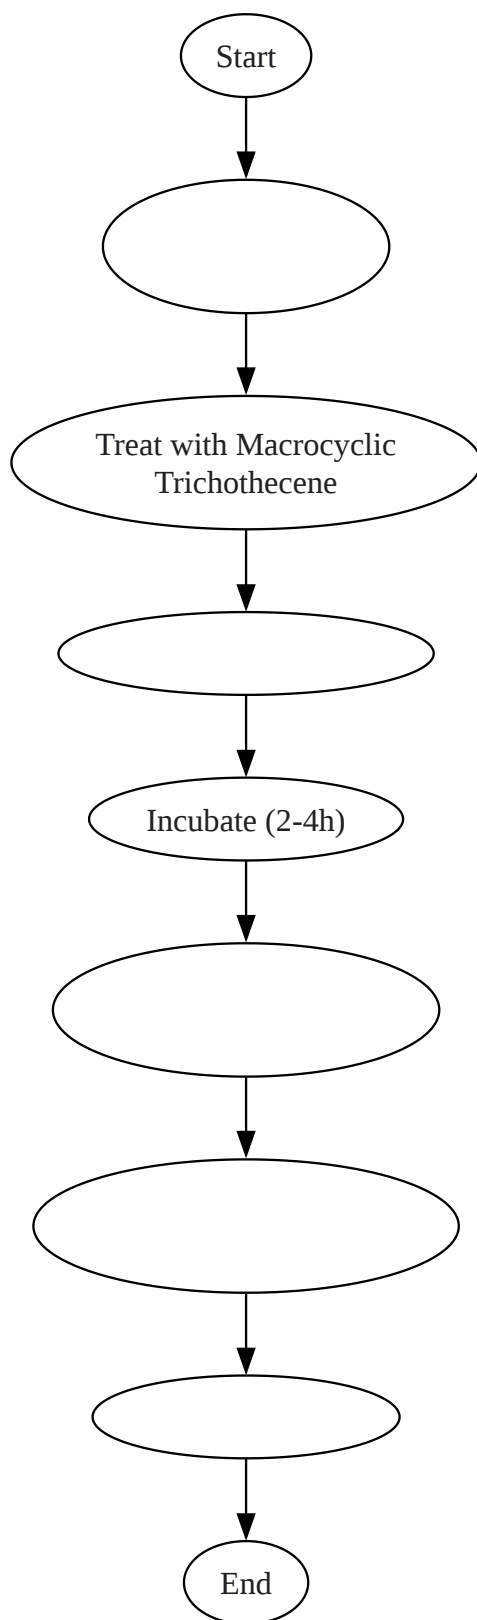 Start
Treat with Macrocyclic
Trichothecene
Incubate (2-4h)
End